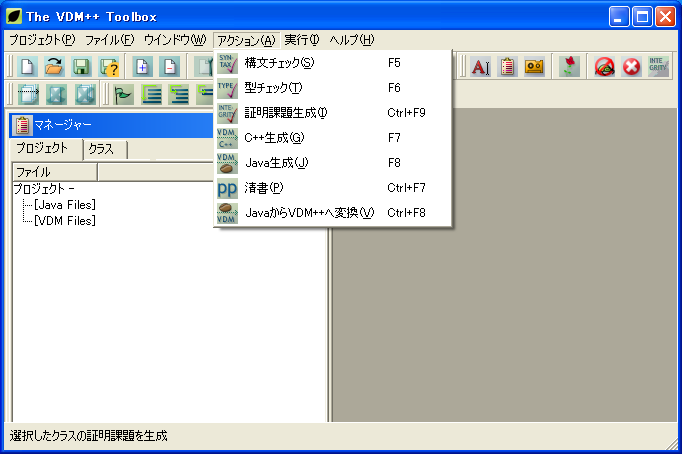 The VDM++ Toolbox
プロジェクト(P) ファイル(F) ウインドウ(W) アクション(A) 実行(I) ヘルプ(H)
SYN TAX 構文チェック(S) F5
TYPE 型チェック(T) F6
INTE GRITY 証明課題生成(I) Ctrl+F9
VDM C++ C++生成(G) F7
VDM Java生成(J) F8
pp 清書(P) Ctrl+F7
VDM JavaからVDM++へ変換(V) Ctrl+F8
INTE GRITY
マネージャー
プロジェクト クラス
ファイル
プロジェクト -
[Java Files]
[VDM Files]
選択したクラスの証明課題を生成